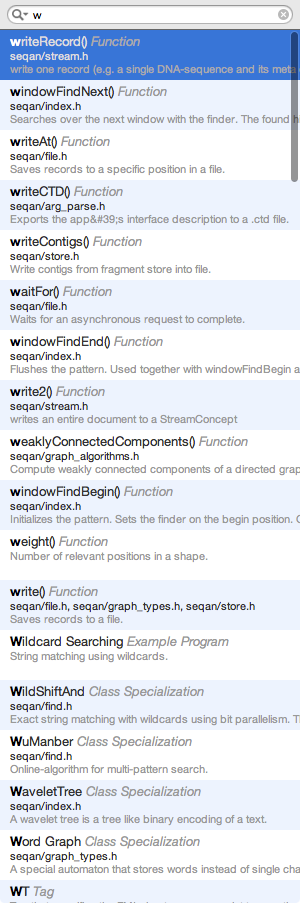 w
writeRecord() Function
seqan/stream.h
write one record (e.g. a single DNA-sequence and its meta
windowFindNext() Function
seqan/index.h
Searches over the next window with the finder. The found h
writeAt() Function
seqan/file.h
Saves records to a specific position in a file.
writeCTD() Function
seqan/arg_parse.h
Exports the app&#39;s interface description to a .ctd file.
writeContigs() Function
seqan/store.h
Write contigs from fragment store into file.
waitFor() Function
seqan/file.h
Waits for an asynchronous request to complete.
windowFindEnd() Function
seqan/index.h
Flushes the pattern. Used together with windowFindBegin a
write2() Function
seqan/stream.h
writes an entire document to a StreamConcept
weaklyConnectedComponents() Function
seqan/graph_algorithms.h
Compute weakly connected components of a directed grap
windowFindBegin() Function
seqan/index.h
Initializes the pattern. Sets the finder on the begin position. C
weight() Function
Number of relevant positions in a shape.
write() Function
seqan/file.h, seqan/graph_types.h, seqan/store.h
Saves records to a file.
Wildcard Searching Example Program
String matching using wildcards.
WildShiftAnd Class Specialization
seqan/find.h
Exact string matching with wildcards using bit parallelism. T
WuManber Class Specialization
seqan/find.h
Online-algorithm for multi-pattern search.
WaveletTree Class Specialization
seqan/index.h
A wavelet tree is a tree like binary encoding of a text.
Word Graph Class Specialization
seqan/graph_types.h
A special automaton that stores words instead of single cha
WT Tag